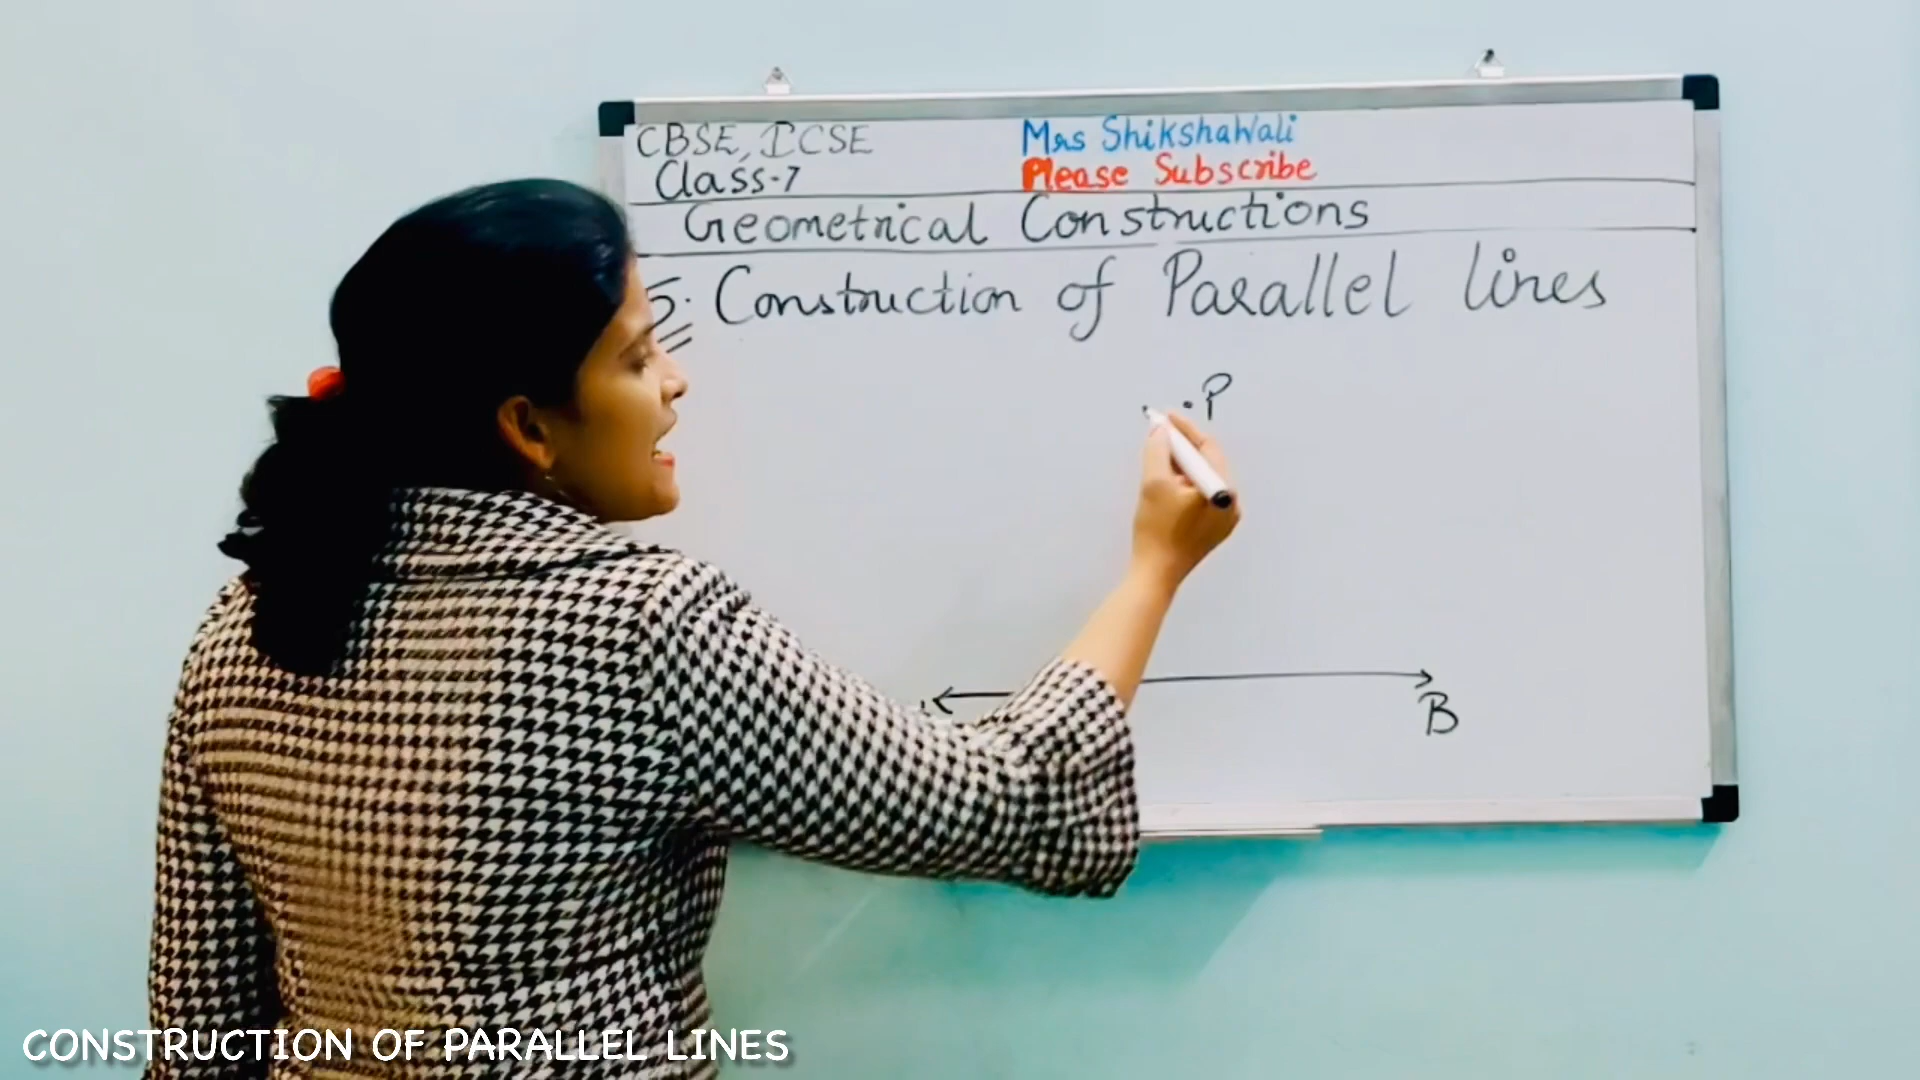 CBSE, ICSE
Class-7
Mrs ShikshaWali
Please Subscribe
Geometrical Constructions
5. Construction of Parallel lines
P
B
CONSTRUCTION OF PARALLEL LINES